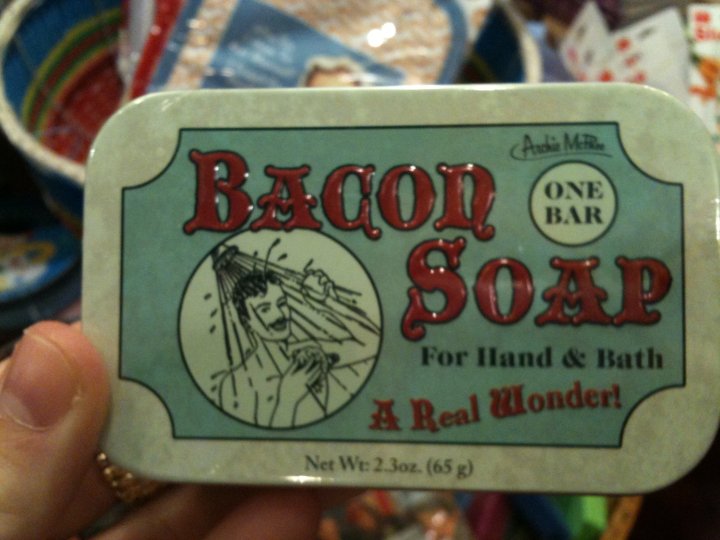 Archie McPhee
BACON
ONE
BAR
SOAP
For Hand & Bath
A Real Wonder!
Net Wt: 2.3oz. (65 g)